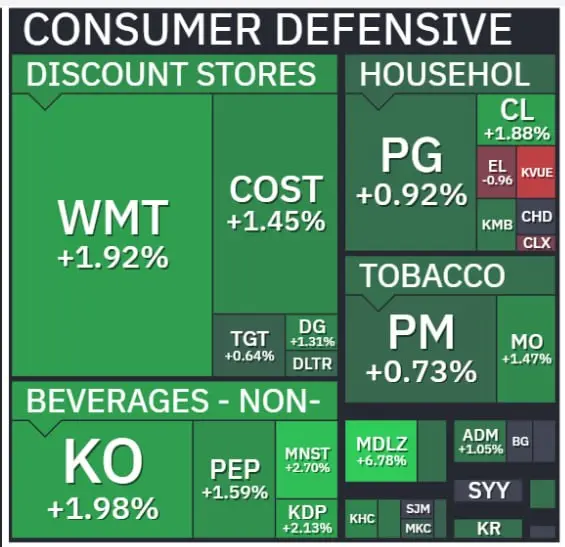 CONSUMER DEFENSIVE
DISCOUNT STORES
WMT
+1.92%
COST
+1.45%
TGT
+0.64%
DG
+1.31%
DLTR
BEVERAGES - NON-
KO
+1.98%
PEP
+1.59%
MNST
+2.70%
KDP
+2.13%
HOUSEHOL
PG
+0.92%
CL
+1.88%
EL
-0.96
KVUE
KMB
CHD
CLX
TOBACCO
PM
+0.73%
MO
+1.47%
MDLZ
+6.78%
ADM
+1.05%
BG
KHC
SJM
MKC
SYY
KR